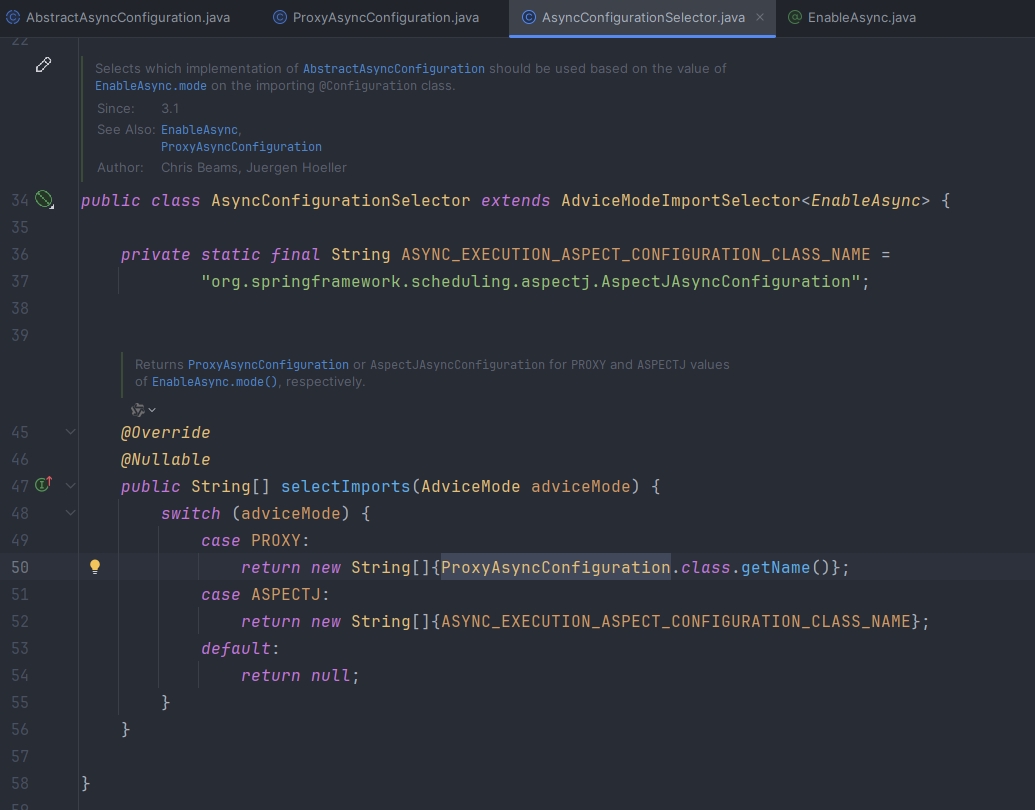 AbstractAsyncConfiguration.java ProxyAsyncConfiguration.java AsyncConfigurationSelector.java EnableAsync.java
22
Selects which implementation of AbstractAsyncConfiguration should be used based on the value of
EnableAsync.mode on the importing @Configuration class.
Since: 3.1
See Also: EnableAsync,
ProxyAsyncConfiguration
Author: Chris Beams, Juergen Hoeller
34 public class AsyncConfigurationSelector extends AdviceModeImportSelector<EnableAsync> {
35
36 private static final String ASYNC_EXECUTION_ASPECT_CONFIGURATION_CLASS_NAME =
37 "org.springframework.scheduling.aspectj.AspectJAsyncConfiguration";
38
39
Returns ProxyAsyncConfiguration or AspectJAsyncConfiguration for PROXY and ASPECTJ values
of EnableAsync.mode(), respectively.
45 @Override
46 @Nullable
47 public String[] selectImports(AdviceMode adviceMode) {
48 switch (adviceMode) {
49 case PROXY:
50 return new String[]{ProxyAsyncConfiguration.class.getName()};
51 case ASPECTJ:
52 return new String[]{ASYNC_EXECUTION_ASPECT_CONFIGURATION_CLASS_NAME};
53 default:
54 return null;
55 }
56 }
57
58 }
59